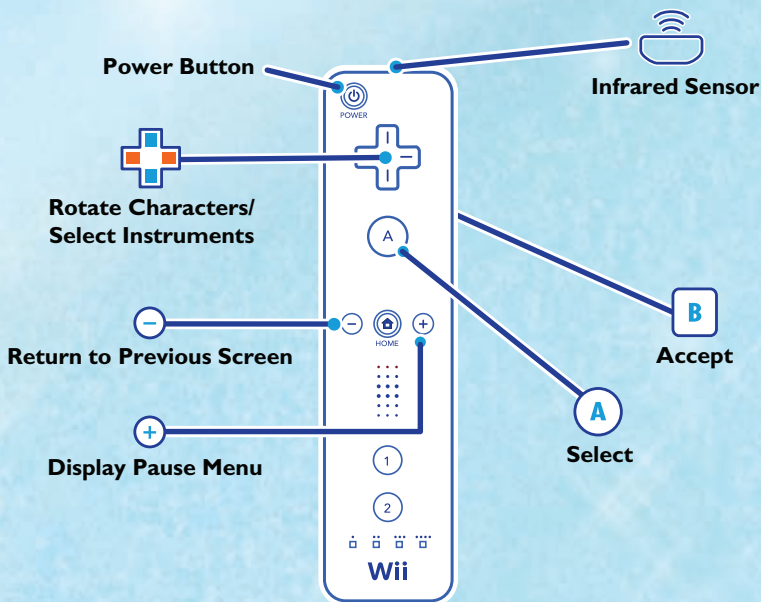 Power Button
Infrared Sensor
POWER
Rotate Characters/
Select Instruments
A
B
Accept
−
− HOME +
Return to Previous Screen
+
Display Pause Menu
A
Select
1
2
Wii